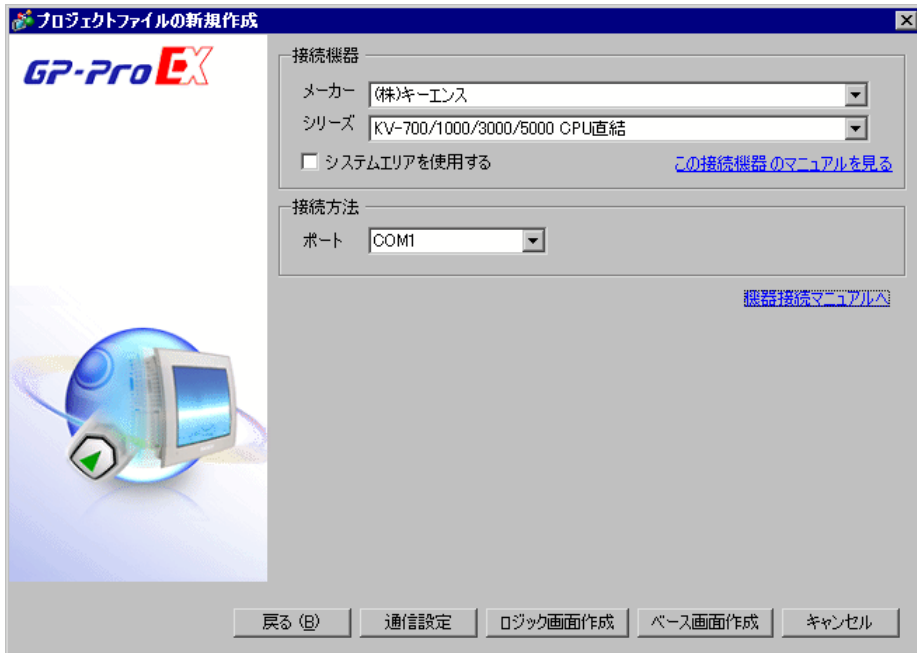 プロジェクトファイルの新規作成
GP-Pro EX
接続機器
メーカー (株)キーエンス
シリーズ KV-700/1000/3000/5000 CPU直結
システムエリアを使用する この接続機器のマニュアルを見る
接続方法
ポート COM1
機器接続マニュアルへ
戻る (B) 通信設定 ロジック画面作成 ベース画面作成 キャンセル